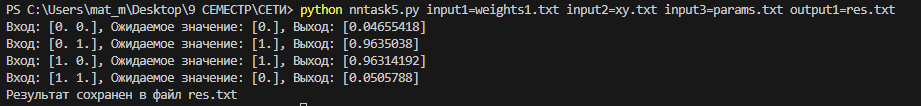 PS C:\Users\mat_m\Desktop\9 СЕМЕСТР\СЕТИ> python nntask5.py input1=weights1.txt input2=xy.txt input3=params.txt output1=res.txt
Вход: [0. 0.], Ожидаемое значение: [0.], Выход: [0.04655418]
Вход: [0. 1.], Ожидаемое значение: [1.], Выход: [0.9635038]
Вход: [1. 0.], Ожидаемое значение: [1.], Выход: [0.96314192]
Вход: [1. 1.], Ожидаемое значение: [0.], Выход: [0.0505788]
Результат сохранен в файл res.txt